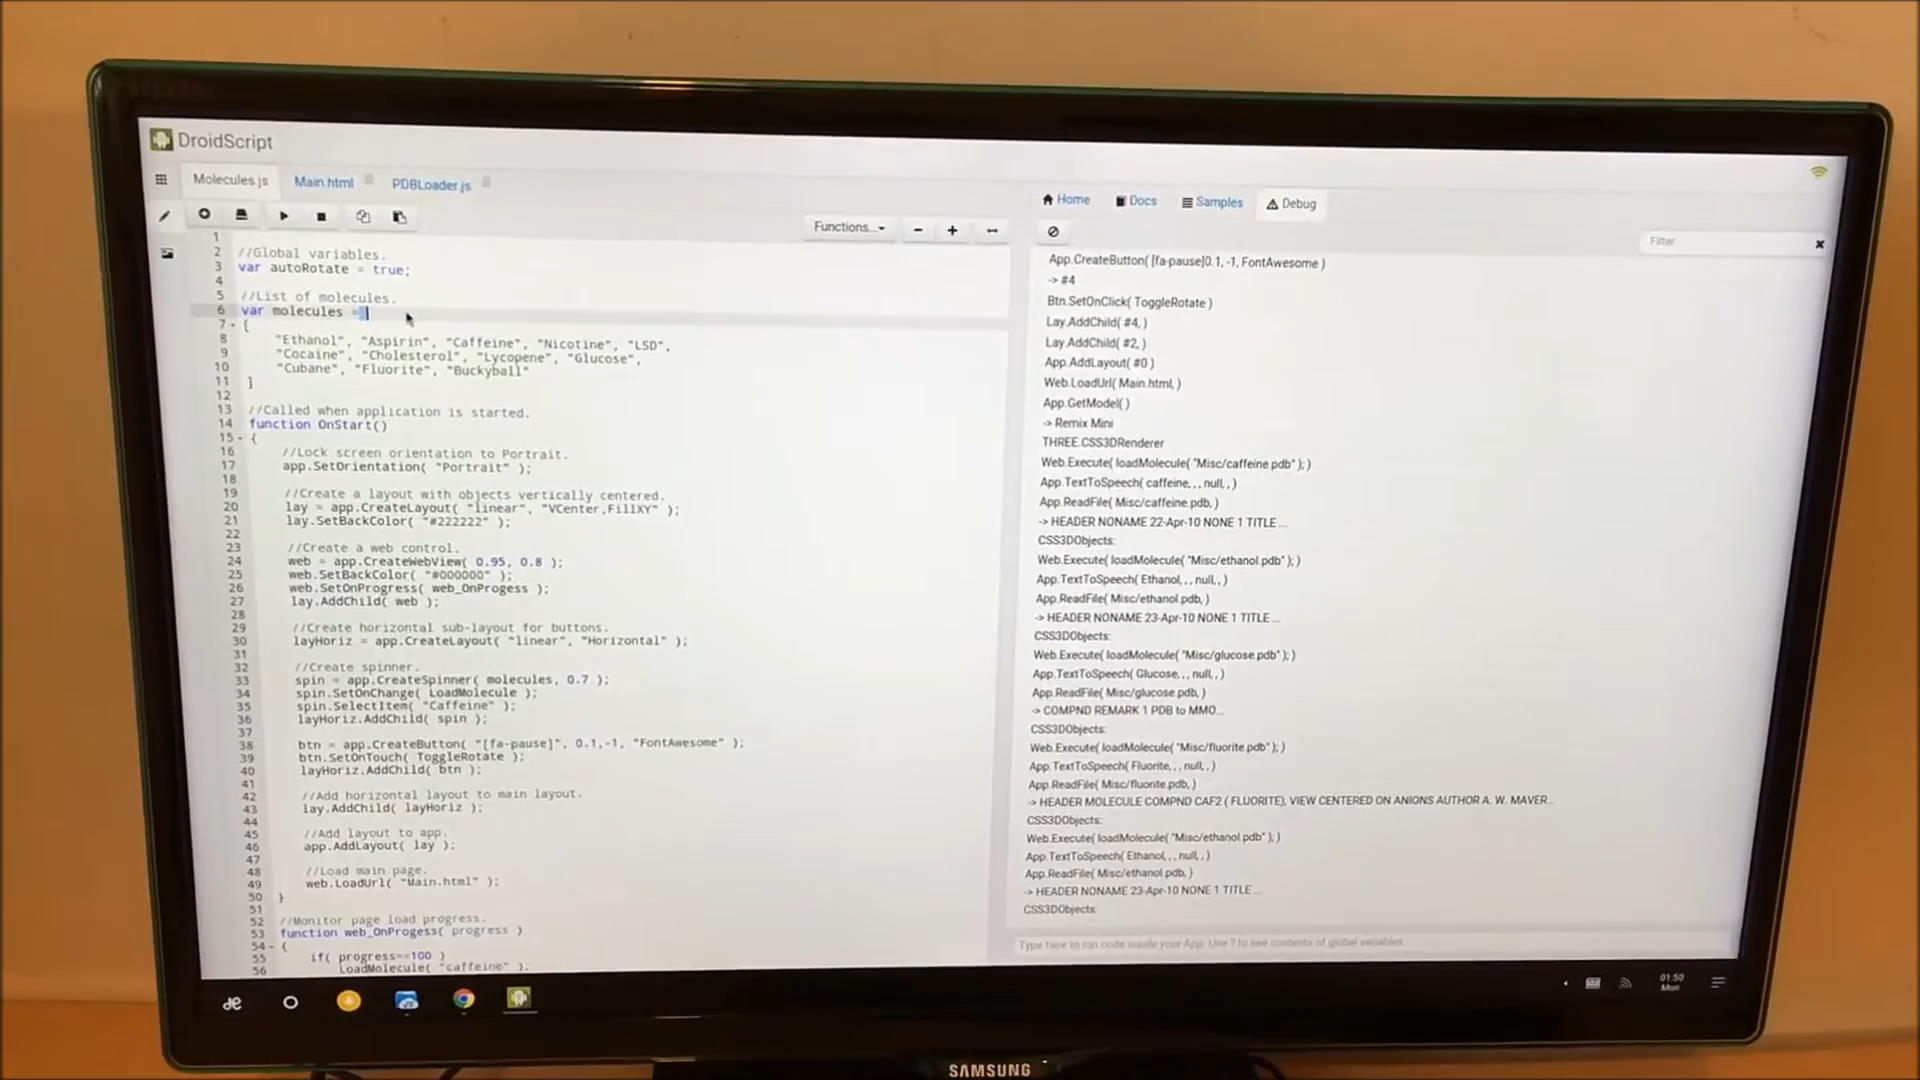 DroidScript
Molecules.js
Main.html
PDBLoader.js
Functions...
1
2 //Global variables.
3 var autoRotate = true;
4
5 //List of molecules.
6 var molecules =
7 - [
8 "Ethanol", "Aspirin", "Caffeine", "Nicotine", "LSD",
9 "Cocaine", "Cholesterol", "Lycopene", "Glucose",
10 "Cubane", "Fluorite", "Buckyball"
11 ]
12
13 //Called when application is started.
14 function OnStart()
15 - {
16 //Lock screen orientation to Portrait.
17 app.SetOrientation( "Portrait" );
18
19 //Create a layout with objects vertically centered.
20 lay = app.CreateLayout( "linear", "VCenter,FillXY" );
21 lay.SetBackColor( "#222222" );
22
23 //Create a web control.
24 web = app.CreateWebView( 0.95, 0.8 );
25 web.SetBackColor( "#000000" );
26 web.SetOnProgress( web_OnProgess );
27 lay.AddChild( web );
28
29 //Create horizontal sub-layout for buttons.
30 layHoriz = app.CreateLayout( "linear", "Horizontal" );
31
32 //Create spinner.
33 spin = app.CreateSpinner( molecules, 0.7 );
34 spin.SetOnChange( LoadMolecule );
35 spin.SelectItem( "Caffeine" );
36 layHoriz.AddChild( spin );
37
38 btn = app.CreateButton( "[fa-pause]", 0.1,-1, "FontAwesome" );
39 btn.SetOnTouch( ToggleRotate );
40 layHoriz.AddChild( btn );
41
42 //Add horizontal layout to main layout.
43 lay.AddChild( layHoriz );
44
45 //Add layout to app.
46 app.AddLayout( lay );
47
48 //Load main page.
49 web.LoadUrl( "Main.html" );
50 }
51
52 //Monitor page load progress.
53 function web_OnProgess( progress )
54 - {
55 if( progress==100 )
56 LoadMolecule( "caffeine" );
Home
Docs
Samples
Debug
Filter
App.CreateButton( [fa-pause]0.1, -1, FontAwesome )
-> #4
Btn.SetOnClick( ToggleRotate )
Lay.AddChild( #4, )
Lay.AddChild( #2, )
App.AddLayout( #0 )
Web.LoadUrl( Main.html, )
App.GetModel( )
-> Remix Mini
THREE.CSS3DRenderer
Web.Execute( loadMolecule( "Misc/caffeine.pdb" ); )
App.TextToSpeech( caffeine, , , null, , )
App.ReadFile( Misc/caffeine.pdb, )
-> HEADER NONAME 22-Apr-10 NONE 1 TITLE ...
CSS3DObjects:
Web.Execute( loadMolecule( "Misc/ethanol.pdb" ); )
App.TextToSpeech( Ethanol, , , null, , )
App.ReadFile( Misc/ethanol.pdb, )
-> HEADER NONAME 23-Apr-10 NONE 1 TITLE ...
CSS3DObjects:
Web.Execute( loadMolecule( "Misc/glucose.pdb" ); )
App.TextToSpeech( Glucose, , , null, , )
App.ReadFile( Misc/glucose.pdb, )
-> COMPND REMARK 1 PDB to MMO...
CSS3DObjects:
Web.Execute( loadMolecule( "Misc/fluorite.pdb" ); )
App.TextToSpeech( Fluorite, , , null, , )
App.ReadFile( Misc/fluorite.pdb, )
-> HEADER MOLECULE COMPND CAF2 ( FLUORITE), VIEW CENTERED ON ANIONS AUTHOR A. W. MAVER...
CSS3DObjects:
Web.Execute( loadMolecule( "Misc/ethanol.pdb" ); )
App.TextToSpeech( Ethanol, , , null, , )
App.ReadFile( Misc/ethanol.pdb, )
-> HEADER NONAME 23-Apr-10 NONE 1 TITLE ...
CSS3DObjects:
Type here to run code inside your App. Use ? to see contents of global variables
01:50
Mon
SAMSUNG